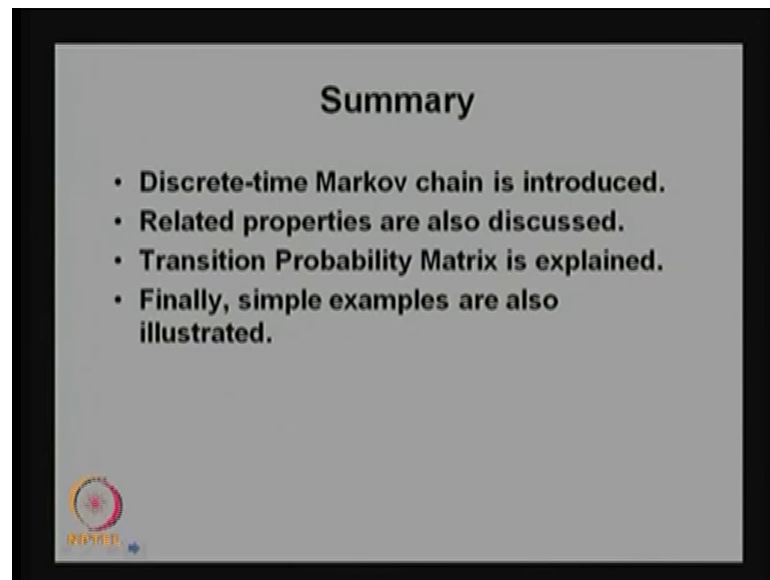 Summary
• Discrete-time Markov chain is introduced.
• Related properties are also discussed.
• Transition Probability Matrix is explained.
• Finally, simple examples are also
illustrated.
NPTEL